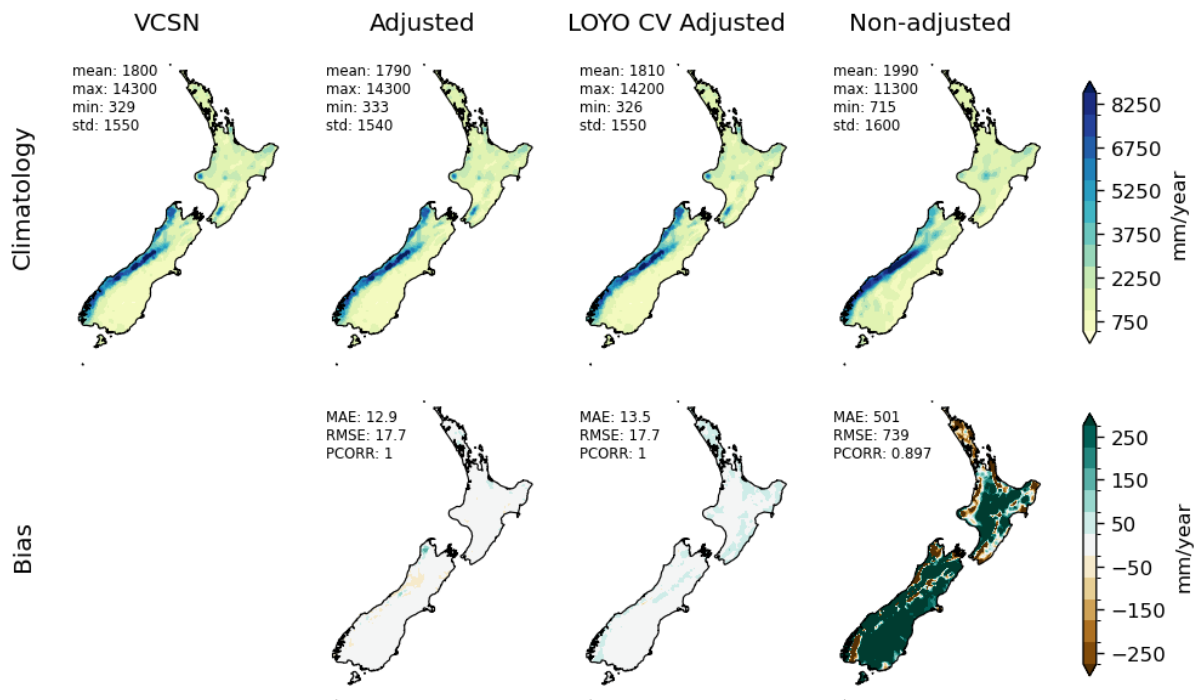 VCSN
Adjusted
LOYO CV Adjusted
Non-adjusted
Climatology
mean: 1800
max: 14300
min: 329
std: 1550
mean: 1790
max: 14300
min: 333
std: 1540
mean: 1810
max: 14200
min: 326
std: 1550
mean: 1990
max: 11300
min: 715
std: 1600
8250
6750
5250
3750
2250
750
mm/year
Bias
MAE: 12.9
RMSE: 17.7
PCORR: 1
MAE: 13.5
RMSE: 17.7
PCORR: 1
MAE: 501
RMSE: 739
PCORR: 0.897
250
150
50
−50
−150
−250
mm/year